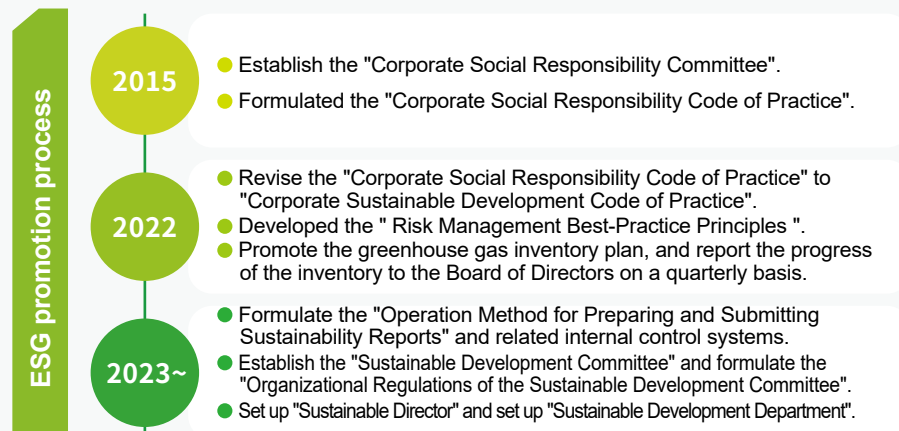 ESG promotion process
2015
Establish the "Corporate Social Responsibility Committee".
Formulated the "Corporate Social Responsibility Code of Practice".
2022
Revise the "Corporate Social Responsibility Code of Practice" to
"Corporate Sustainable Development Code of Practice".
Developed the " Risk Management Best-Practice Principles ".
Promote the greenhouse gas inventory plan, and report the progress
of the inventory to the Board of Directors on a quarterly basis.
2023~
Formulate the "Operation Method for Preparing and Submitting
Sustainability Reports" and related internal control systems.
Establish the "Sustainable Development Committee" and formulate the
"Organizational Regulations of the Sustainable Development Committee".
Set up "Sustainable Director" and set up "Sustainable Development Department".